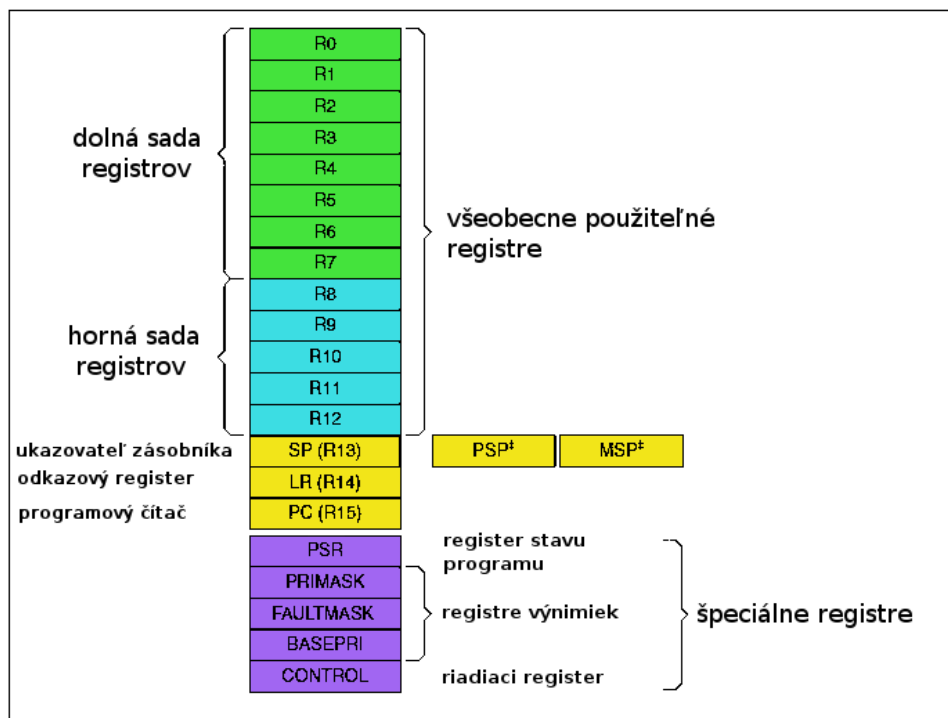 R0
R1
R2
dolná sada
registrov
R3
R4
R5
R6
všeobecne použiteľné
registre
R7
R8
R9
horná sada
registrov
R10
R11
R12
ukazovateľ zásobníka SP (R13) PSP‡ MSP‡
odkazový register LR (R14)
programový čítač PC (R15)
PSR register stavu
programu
PRIMASK
FAULTMASK registre výnimiek špeciálne registre
BASEPRI
CONTROL riadiaci register